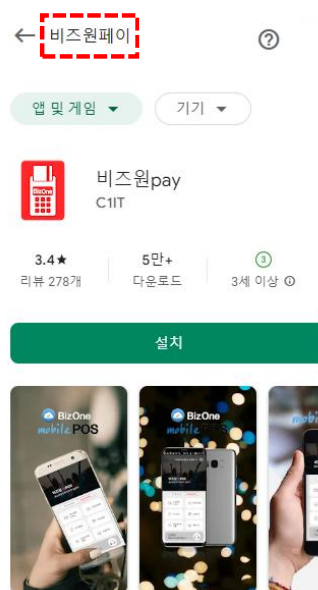 비즈원페이
앱 및 게임
기기
BizOne
비즈원pay
C1IT
3.4★
5만+
3
리뷰 278개
다운로드
3세 이상
설치
BizOne
mobile POS
BizOne
mobile POS